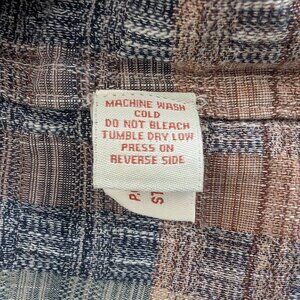 MACHINE WASH
COLD
DO NOT BLEACH
TUMBLE DRY LOW
PRESS ON
REVERSE SIDE